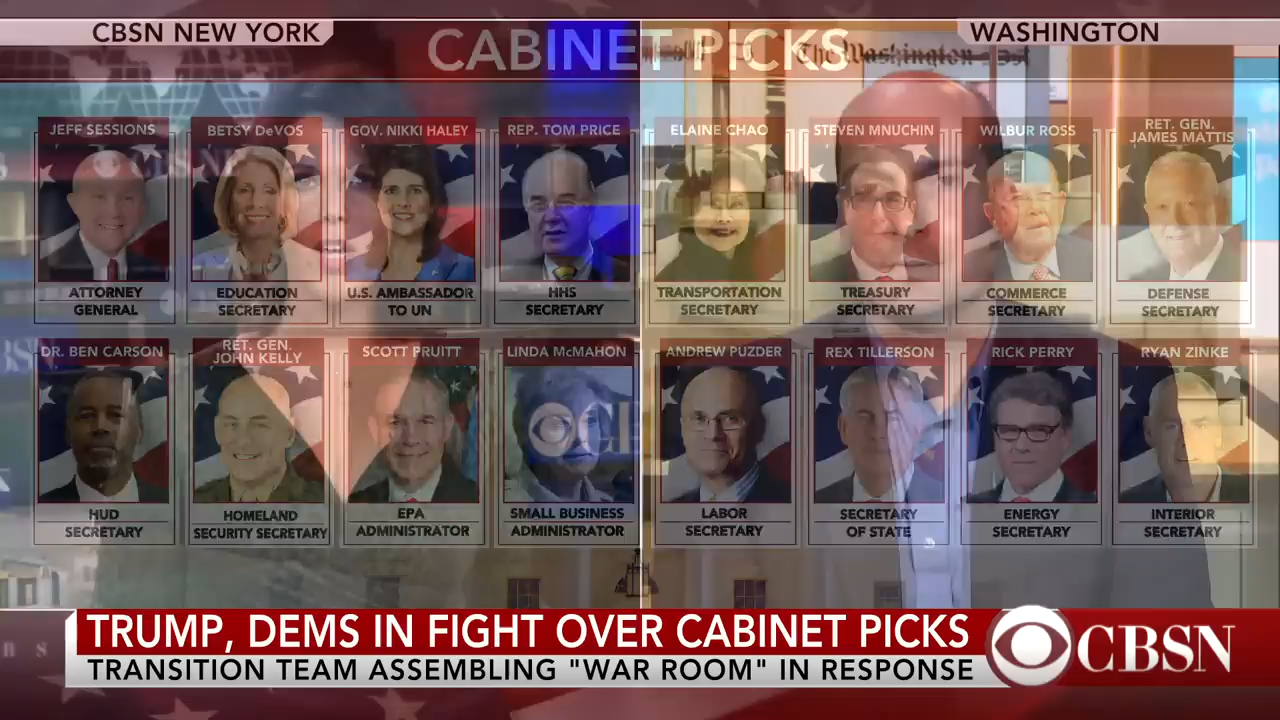 CBSN NEW YORK
WASHINGTON
CABINET PICKS
The Washington Post
JEFF SESSIONS
ATTORNEY
GENERAL
BETSY DeVOS
EDUCATION
SECRETARY
GOV. NIKKI HALEY
U.S. AMBASSADOR
TO UN
REP. TOM PRICE
HHS
SECRETARY
ELAINE CHAO
TRANSPORTATION
SECRETARY
STEVEN MNUCHIN
TREASURY
SECRETARY
WILBUR ROSS
COMMERCE
SECRETARY
RET. GEN.
JAMES MATTIS
DEFENSE
SECRETARY
DR. BEN CARSON
HUD
SECRETARY
RET. GEN.
JOHN KELLY
HOMELAND
SECURITY SECRETARY
SCOTT PRUITT
EPA
ADMINISTRATOR
LINDA McMAHON
SMALL BUSINESS
ADMINISTRATOR
ANDREW PUZDER
LABOR
SECRETARY
REX TILLERSON
SECRETARY
OF STATE
RICK PERRY
ENERGY
SECRETARY
RYAN ZINKE
INTERIOR
SECRETARY
CBSN
TRUMP, DEMS IN FIGHT OVER CABINET PICKS
TRANSITION TEAM ASSEMBLING "WAR ROOM" IN RESPONSE
CBSN